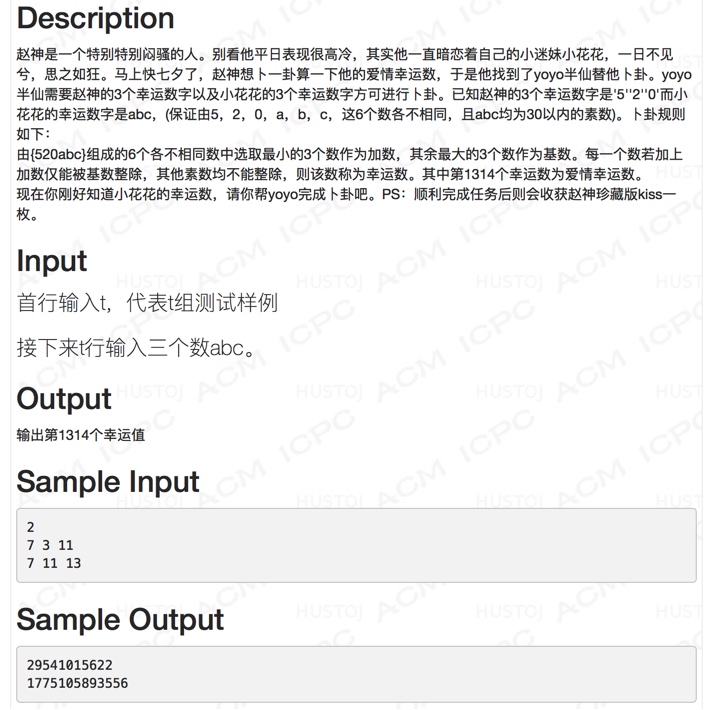 Description
赵神是一个特别特别闷骚的人。别看他平日表现很高冷，其实他一直暗恋着自己的小迷妹小花花，一日不见
兮，思之如狂。马上快七夕了，赵神想卜一卦算一下他的爱情幸运数，于是他找到了yoyo半仙替他卜卦。yoyo
半仙需要赵神的3个幸运数字以及小花花的3个幸运数字方可进行卜卦。已知赵神的3个幸运数字是'5''2''0'而小
花花的幸运数字是abc，(保证由5，2，0，a，b，c，这6个数各不相同，且abc均为30以内的素数)。卜卦规则
如下：
由{520abc}组成的6个各不相同数中选取最小的3个数作为加数，其余最大的3个数作为基数。每一个数若加上
加数仅能被基数整除，其他素数均不能整除，则该数称为幸运数。其中第1314个幸运数为爱情幸运数。
现在你刚好知道小花花的幸运数，请你帮yoyo完成卜卦吧。PS：顺利完成任务后则会收获赵神珍藏版kiss一
枚。
Input
首行输入t，代表t组测试样例
接下来t行输入三个数abc。
Output
输出第1314个幸运值
Sample Input
2
7 3 11
7 11 13
Sample Output
29541015622
1775105893556
HUSTOJ
ACM
ICPC